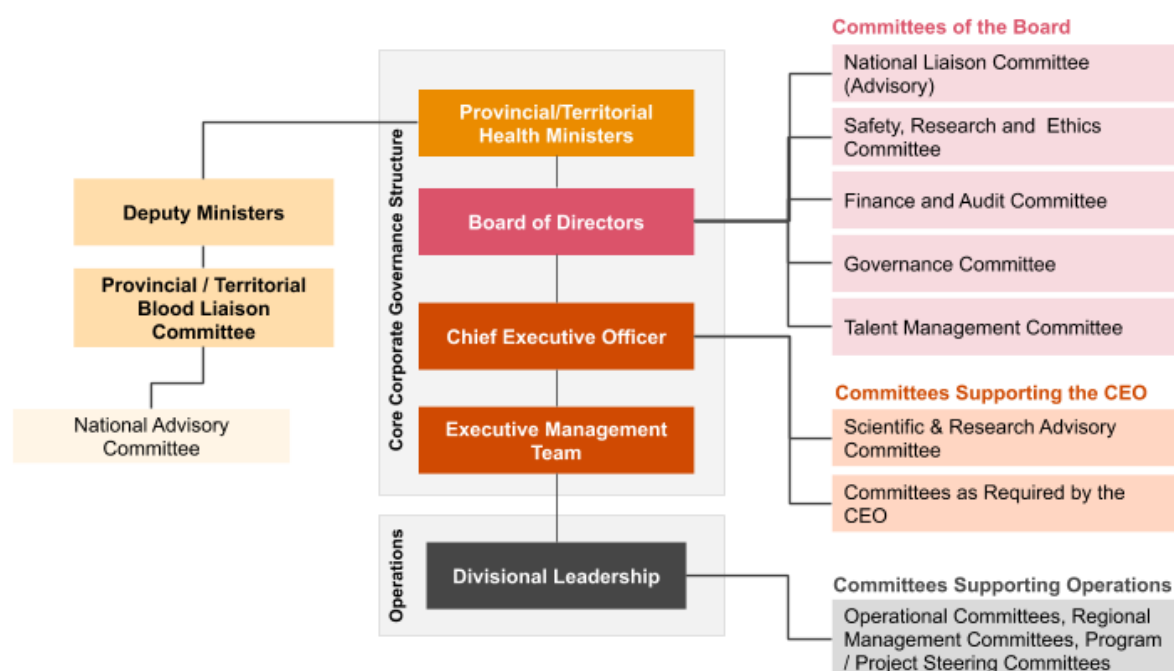 Committees of the Board
National Liaison Committee
(Advisory)
Safety, Research and  Ethics
Committee
Finance and Audit Committee
Governance Committee
Talent Management Committee
Core Corporate Governance Structure
Provincial/Territorial
Health Ministers
Board of Directors
Chief Executive Officer
Executive Management
Team
Deputy Ministers
Provincial / Territorial
Blood Liaison
Committee
National Advisory
Committee
Committees Supporting the CEO
Scientific & Research Advisory
Committee
Committees as Required by the
CEO
Operations
Divisional Leadership
Committees Supporting Operations
Operational Committees, Regional
Management Committees, Program
/ Project Steering Committees